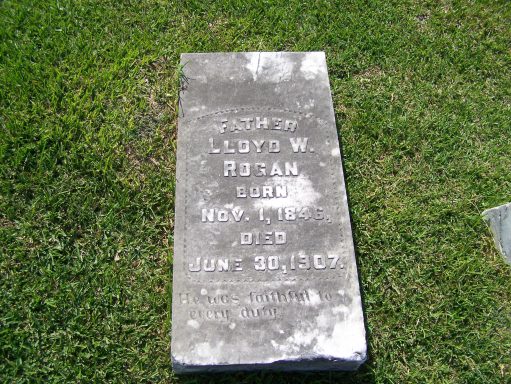 FATHER
LLOYD W.
ROGAN
BORN
NOV. 1, 1846.
DIED
JUNE 30, 1907.
He was faithful to
every duty.